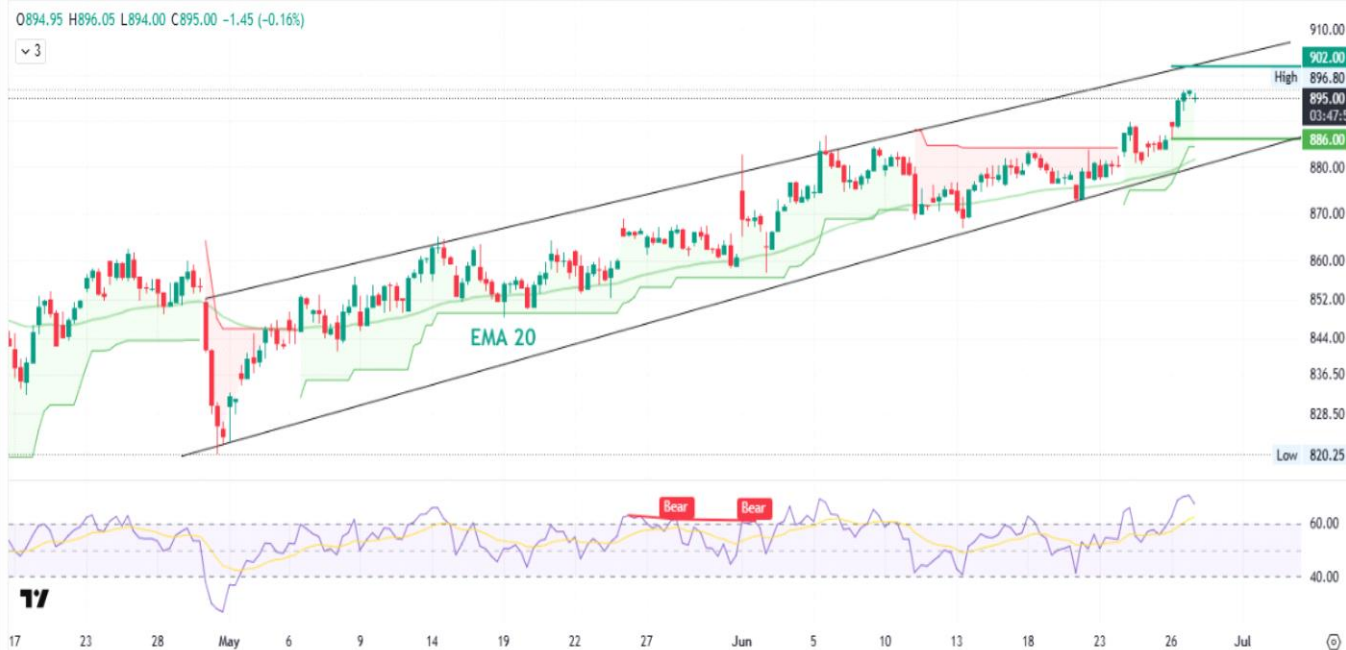 O894.95 H896.05 L894.00 C895.00 −1.45 (−0.16%)
3
910.00
902.00
High 896.80
895.00
03:47:5
886.00
880.00
870.00
860.00
852.00
844.00
836.50
828.50
Low 820.25
EMA 20
Bear
Bear
60.00
40.00
17 23 28 May 6 9 14 19 22 27 Jun 5 10 13 18 23 26 Jul